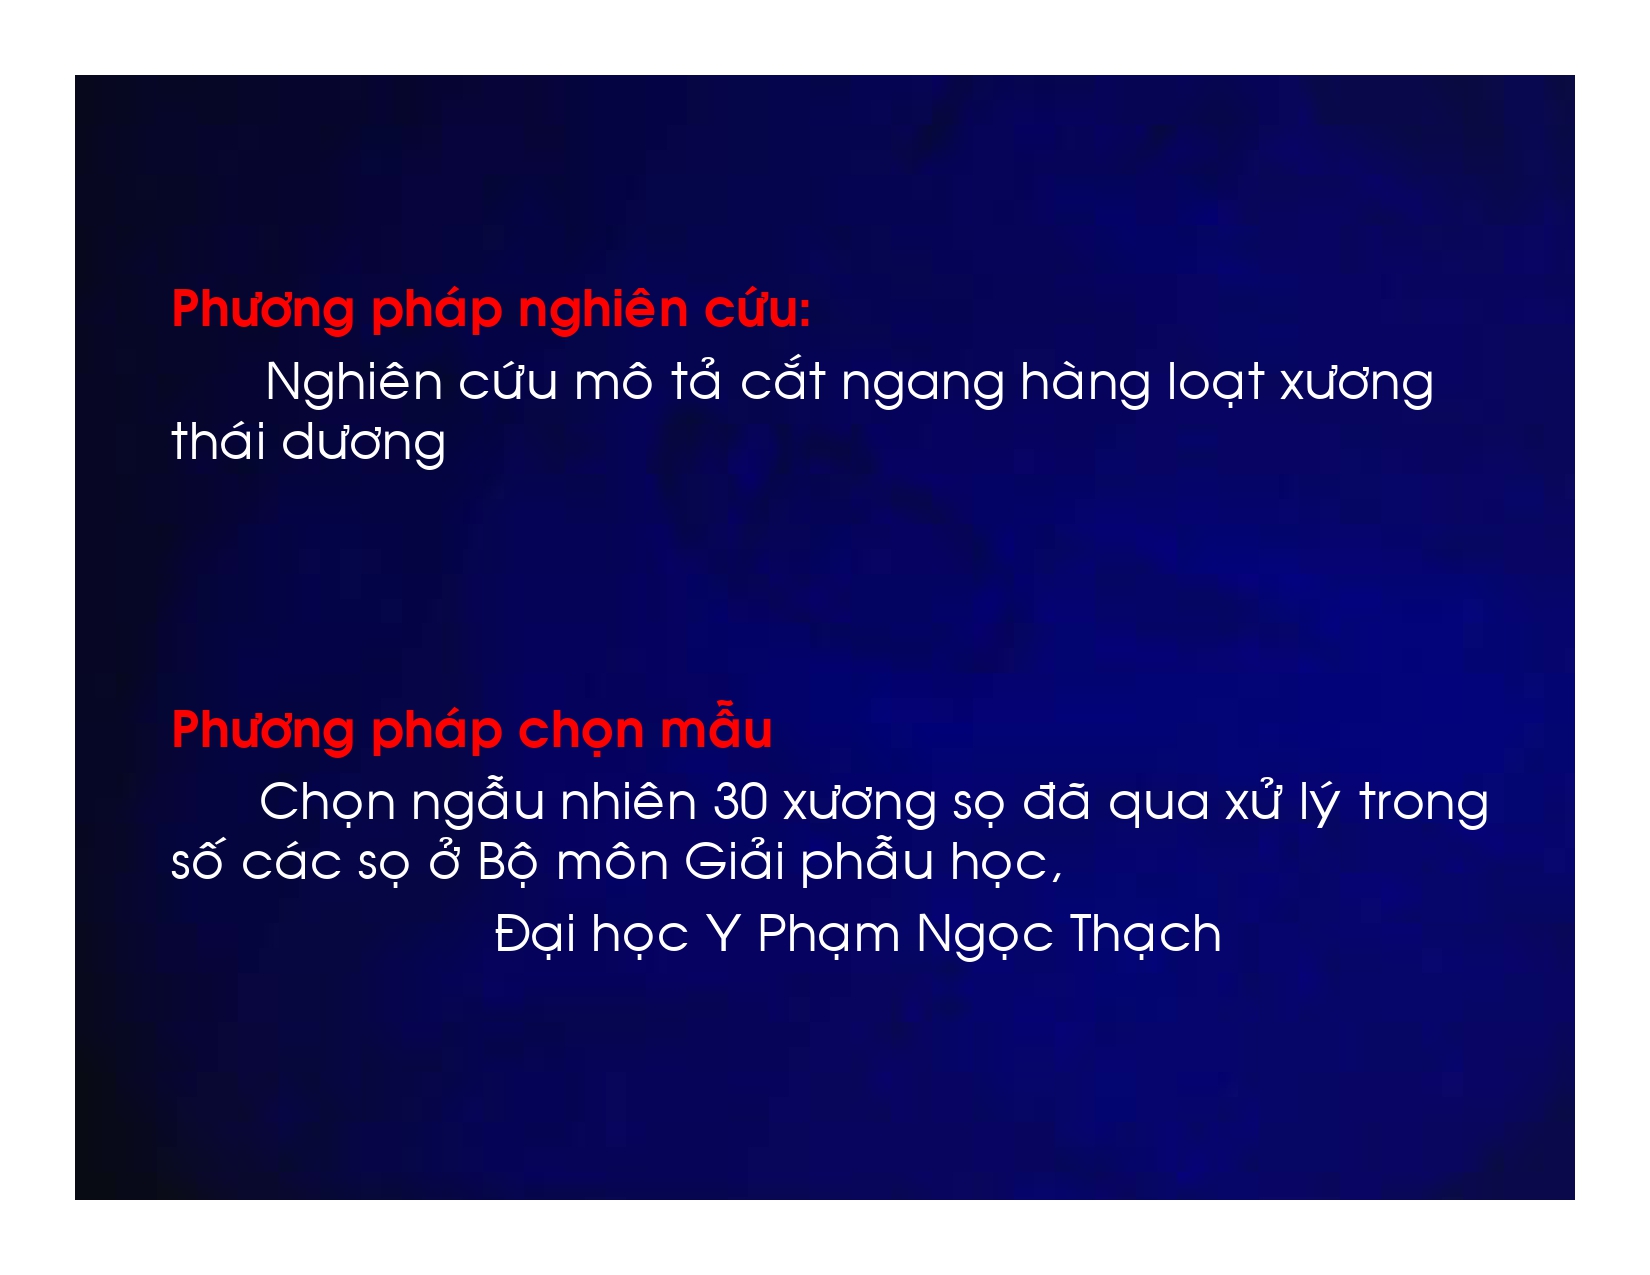 Phương pháp nghiên cứu:
Nghiên cứu mô tả cắt ngang hàng loạt xương
thái dương
Phương pháp chọn mẫu
Chọn ngẫu nhiên 30 xương sọ đã qua xử lý trong
số các sọ ở Bộ môn Giải phẫu học,
Đại học Y Phạm Ngọc Thạch